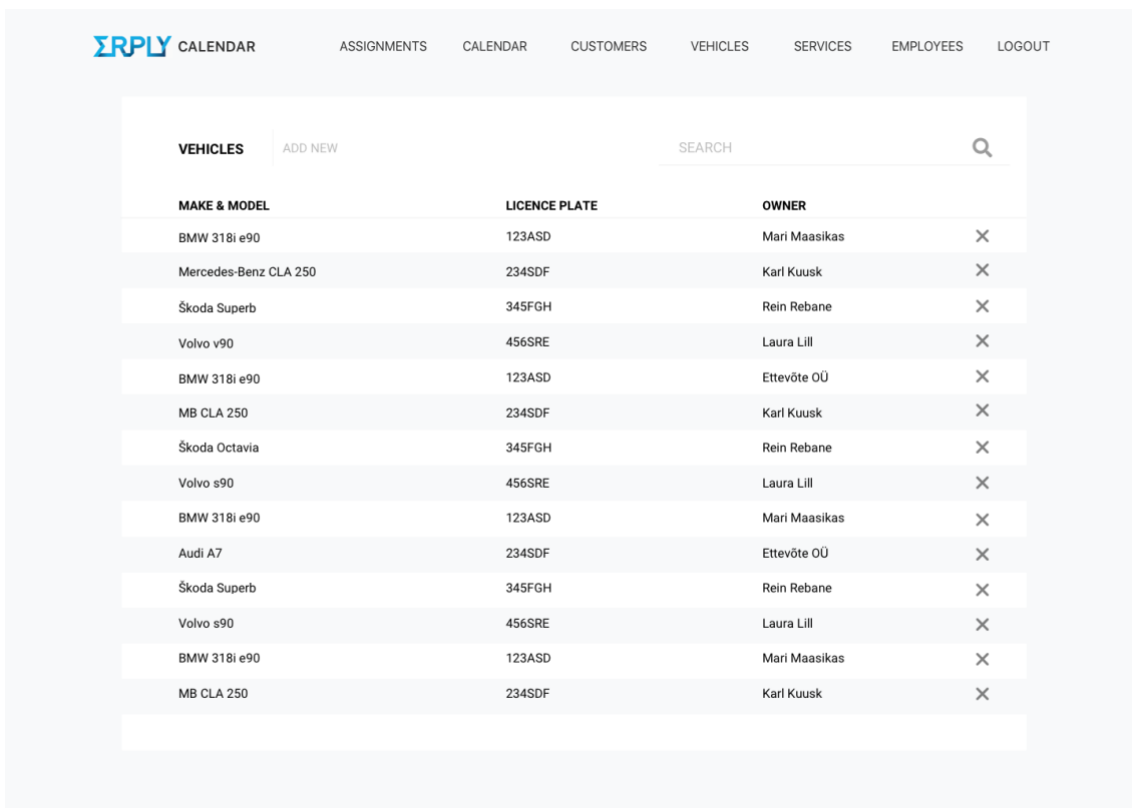 ERPLY CALENDAR ASSIGNMENTS CALENDAR CUSTOMERS VEHICLES SERVICES EMPLOYEES LOGOUT
VEHICLES ADD NEW SEARCH
MAKE & MODEL LICENCE PLATE OWNER
BMW 318i e90 123ASD Mari Maasikas
Mercedes-Benz CLA 250 234SDF Karl Kuusk
Škoda Superb 345FGH Rein Rebane
Volvo v90 456SRE Laura Lill
BMW 318i e90 123ASD Ettevõte OÜ
MB CLA 250 234SDF Karl Kuusk
Škoda Octavia 345FGH Rein Rebane
Volvo s90 456SRE Laura Lill
BMW 318i e90 123ASD Mari Maasikas
Audi A7 234SDF Ettevõte OÜ
Škoda Superb 345FGH Rein Rebane
Volvo s90 456SRE Laura Lill
BMW 318i e90 123ASD Mari Maasikas
MB CLA 250 234SDF Karl Kuusk